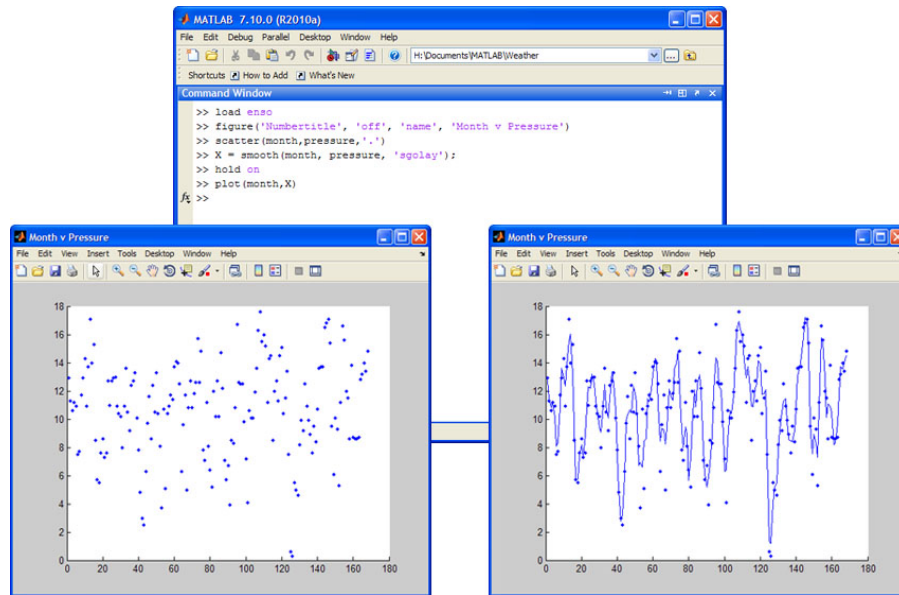 MATLAB 7.10.0 (R2010a)
File Edit Debug Parallel Desktop Window Help
H:\Documents\MATLAB\Weather
Shortcuts How to Add What's New
Command Window
>> load enso
>> figure('Numbertitle', 'off', 'name', 'Month v Pressure')
>> scatter(month,pressure,'.')
>> X = smooth(month, pressure, 'sgolay');
>> hold on
>> plot(month,X)
fx >>
Month v Pressure
File Edit View Insert Tools Desktop Window Help
18
16
14
12
10
8
6
4
2
0
0 20 40 60 80 100 120 140 160 180
Month v Pressure
File Edit View Insert Tools Desktop Window Help
18
16
14
12
10
8
6
4
2
0
0 20 40 60 80 100 120 140 160 180